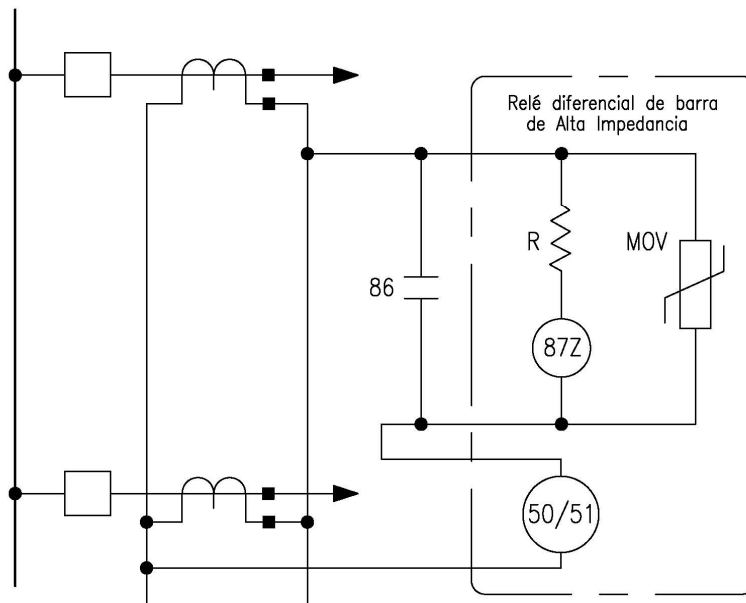 Relé diferencial de barra
de Alta Impedancia
R
MOV
86
87Z
50/51